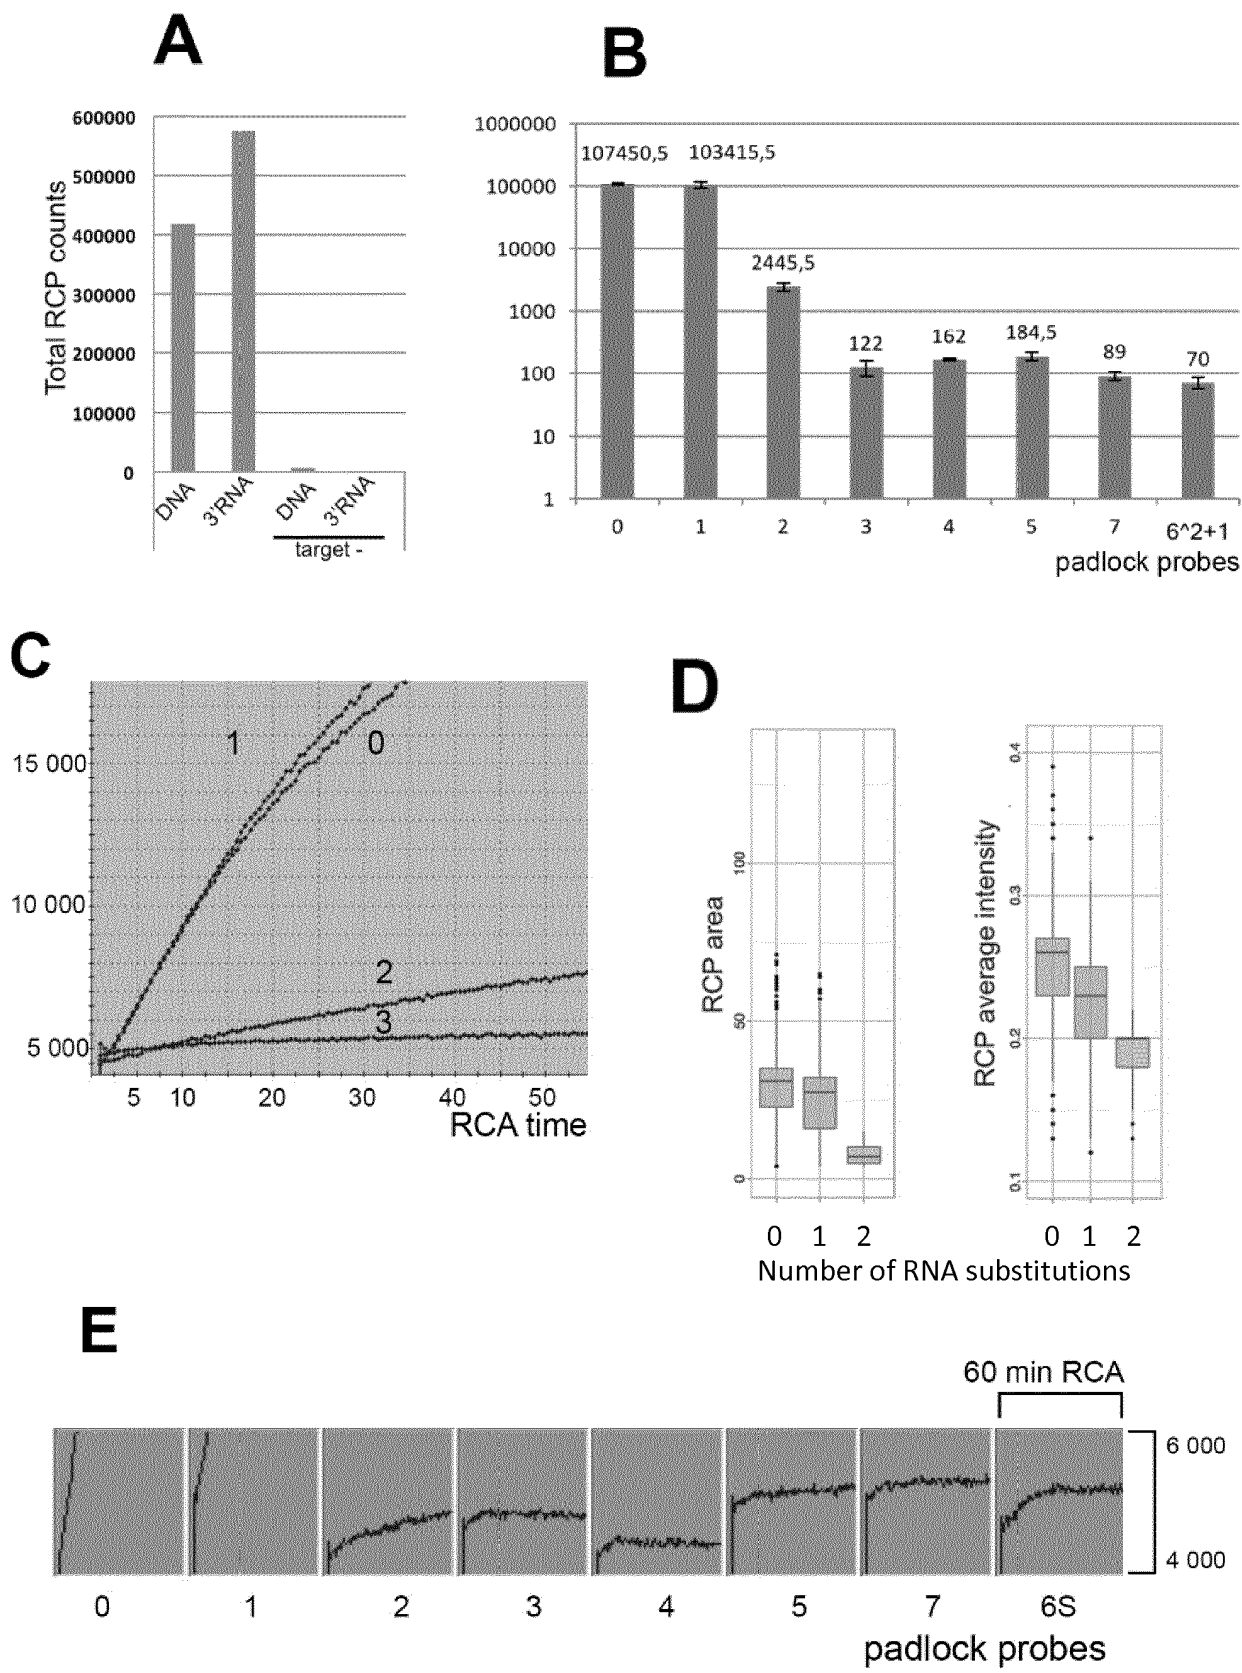 A
Total RCP counts
600000
500000
400000
300000
200000
100000
0
DNA
3'RNA
DNA
3'RNA
target -
B
1000000
100000
10000
1000
100
10
1
107450,5
103415,5
2445,5
122
162
184,5
89
70
0 1 2 3 4 5 7 6^2+1
padlock probes
C
15 000
10 000
5 000
1
0
2
3
5 10 20 30 40 50
RCA time
D
RCP area
100
50
0
0 1 2
RCP average intensity
0.4
0.3
0.2
0.1
0 1 2
Number of RNA substitutions
E
60 min RCA
6 000
4 000
0 1 2 3 4 5 7 6S
padlock probes